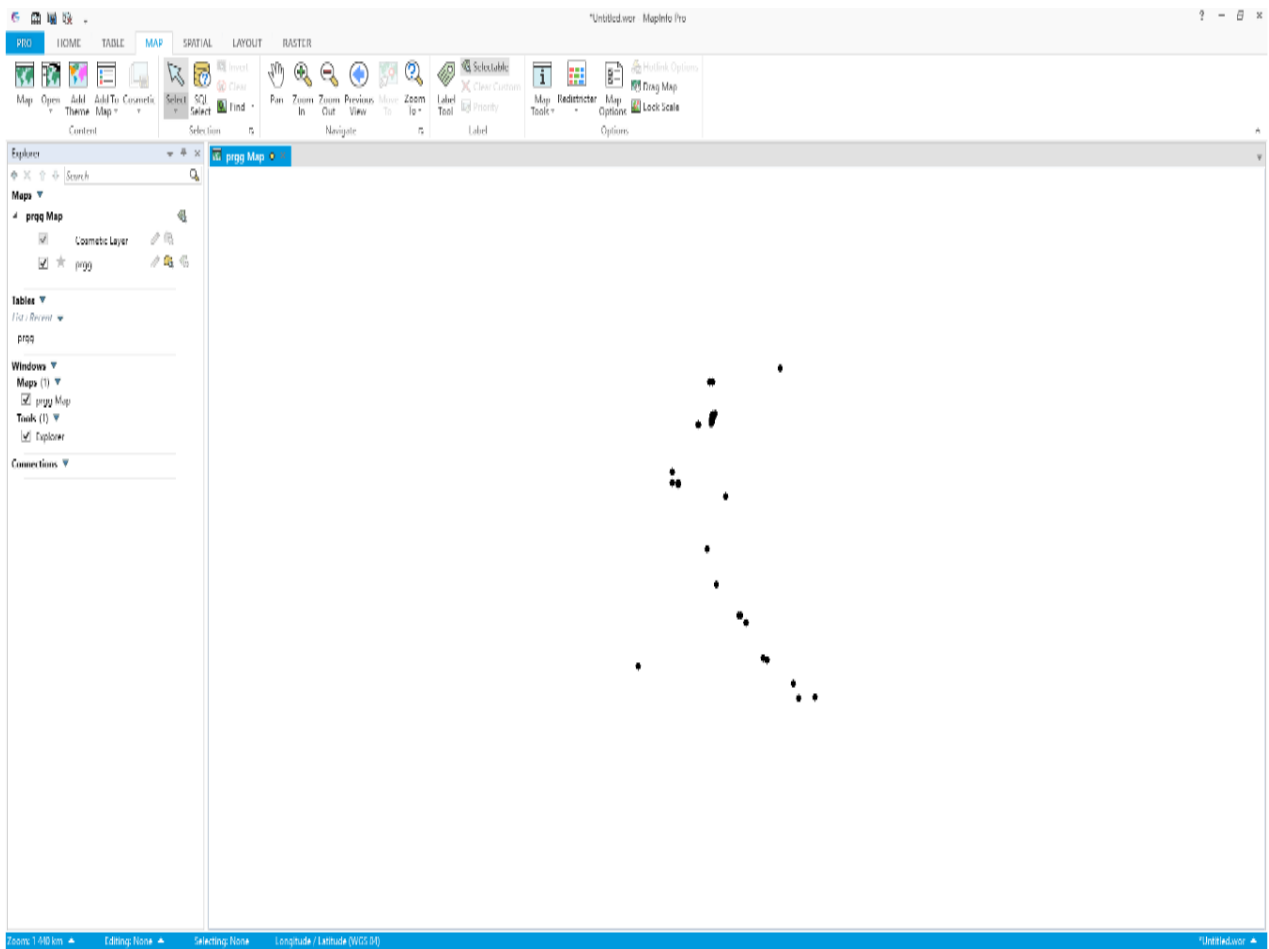 *Untitled.wor - MapInfo Pro
PRO HOME TABLE MAP SPATIAL LAYOUT RASTER
Map Open Add Theme Add To Map Cosmetic
Content
Select SQL Select Invert Clear Find
Selection
Pan Zoom In Zoom Out Previous View Move To Zoom To
Navigate
Label Tool Selectable Clear Custom Priority
Label
Map Tools Redistricter Map Options Hotlink Options Drag Map Lock Scale
Options
Explorer
prgg Map
Search
Maps
prgg Map
Cosmetic Layer
prgg
Tables
List / Recent
prgg
Windows
Maps (1)
prgg Map
Tools (1)
Explorer
Connections
Zoom: 1 440 km Editing: None Selecting: None Longitude / Latitude (WGS 84) *Untitled.wor